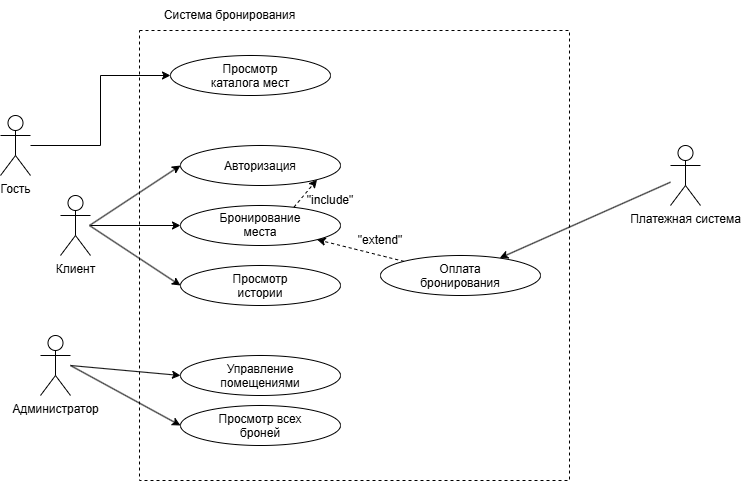 Система бронирования
Просмотр
каталога мест
Гость
Авторизация
"include"
Бронирование
места
Клиент
"extend"
Платежная система
Оплата
бронирования
Просмотр
истории
Управление
помещениями
Администратор
Просмотр всех
броней